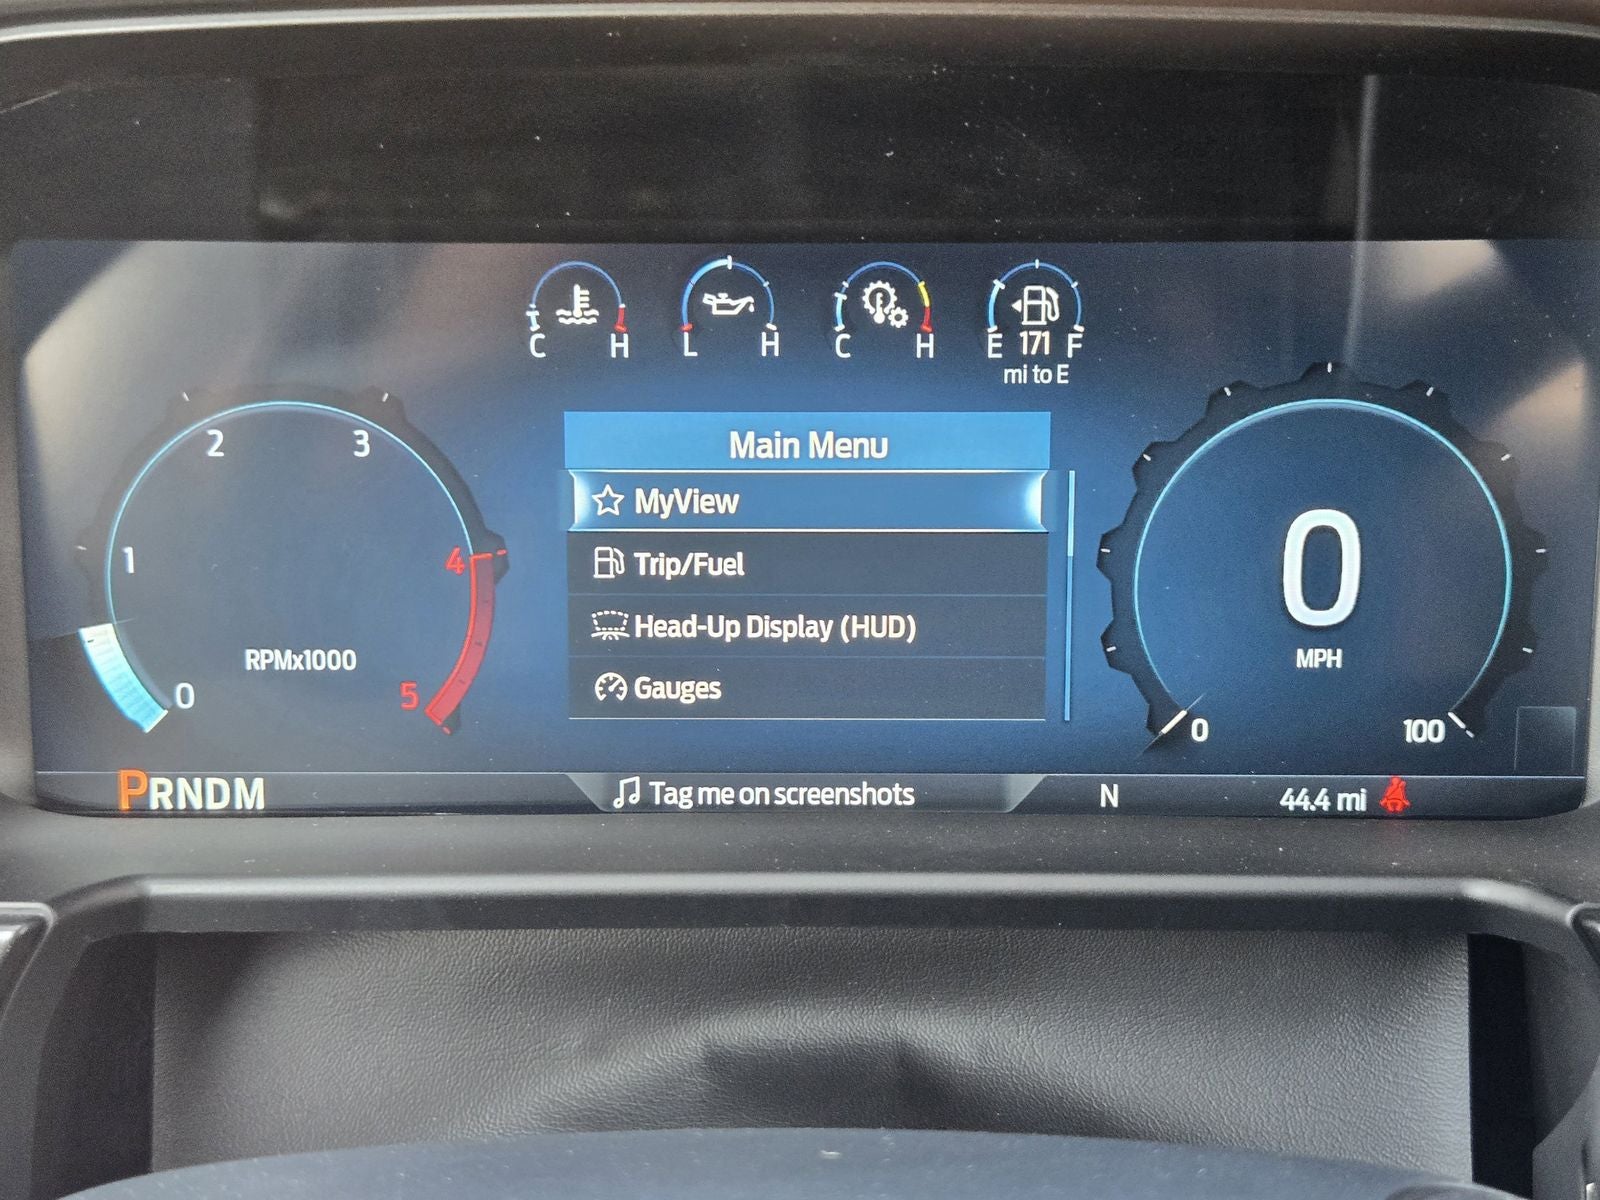 C H L H C H E 171 F
mi to E
Main Menu
MyView
Trip/Fuel
Head-Up Display (HUD)
Gauges
2 3
1 4
RPMx1000
0 5
0
MPH
0 100
PRNDM
Tag me on screenshots
N
44.4 mi